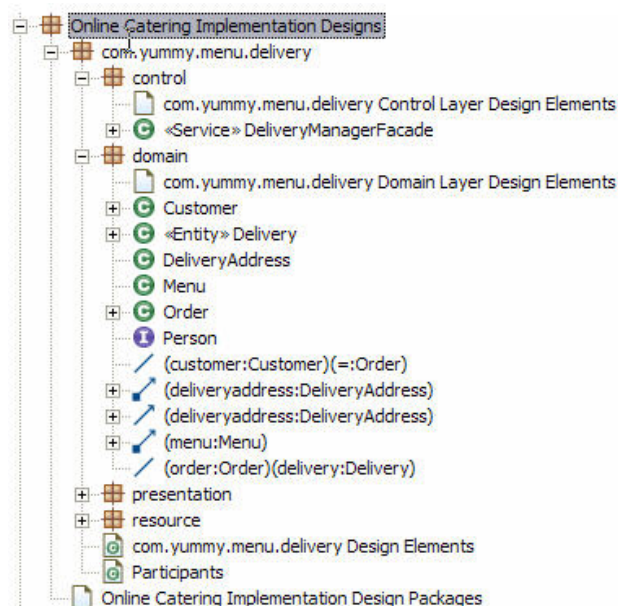 Online Catering Implementation Designs
com.yummy.menu.delivery
control
com.yummy.menu.delivery Control Layer Design Elements
«Service» DeliveryManagerFacade
domain
com.yummy.menu.delivery Domain Layer Design Elements
Customer
«Entity» Delivery
DeliveryAddress
Menu
Order
Person
(customer:Customer)(=:Order)
(deliveryaddress:DeliveryAddress)
(deliveryaddress:DeliveryAddress)
(menu:Menu)
(order:Order)(delivery:Delivery)
presentation
resource
com.yummy.menu.delivery Design Elements
Participants
Online Catering Implementation Design Packages